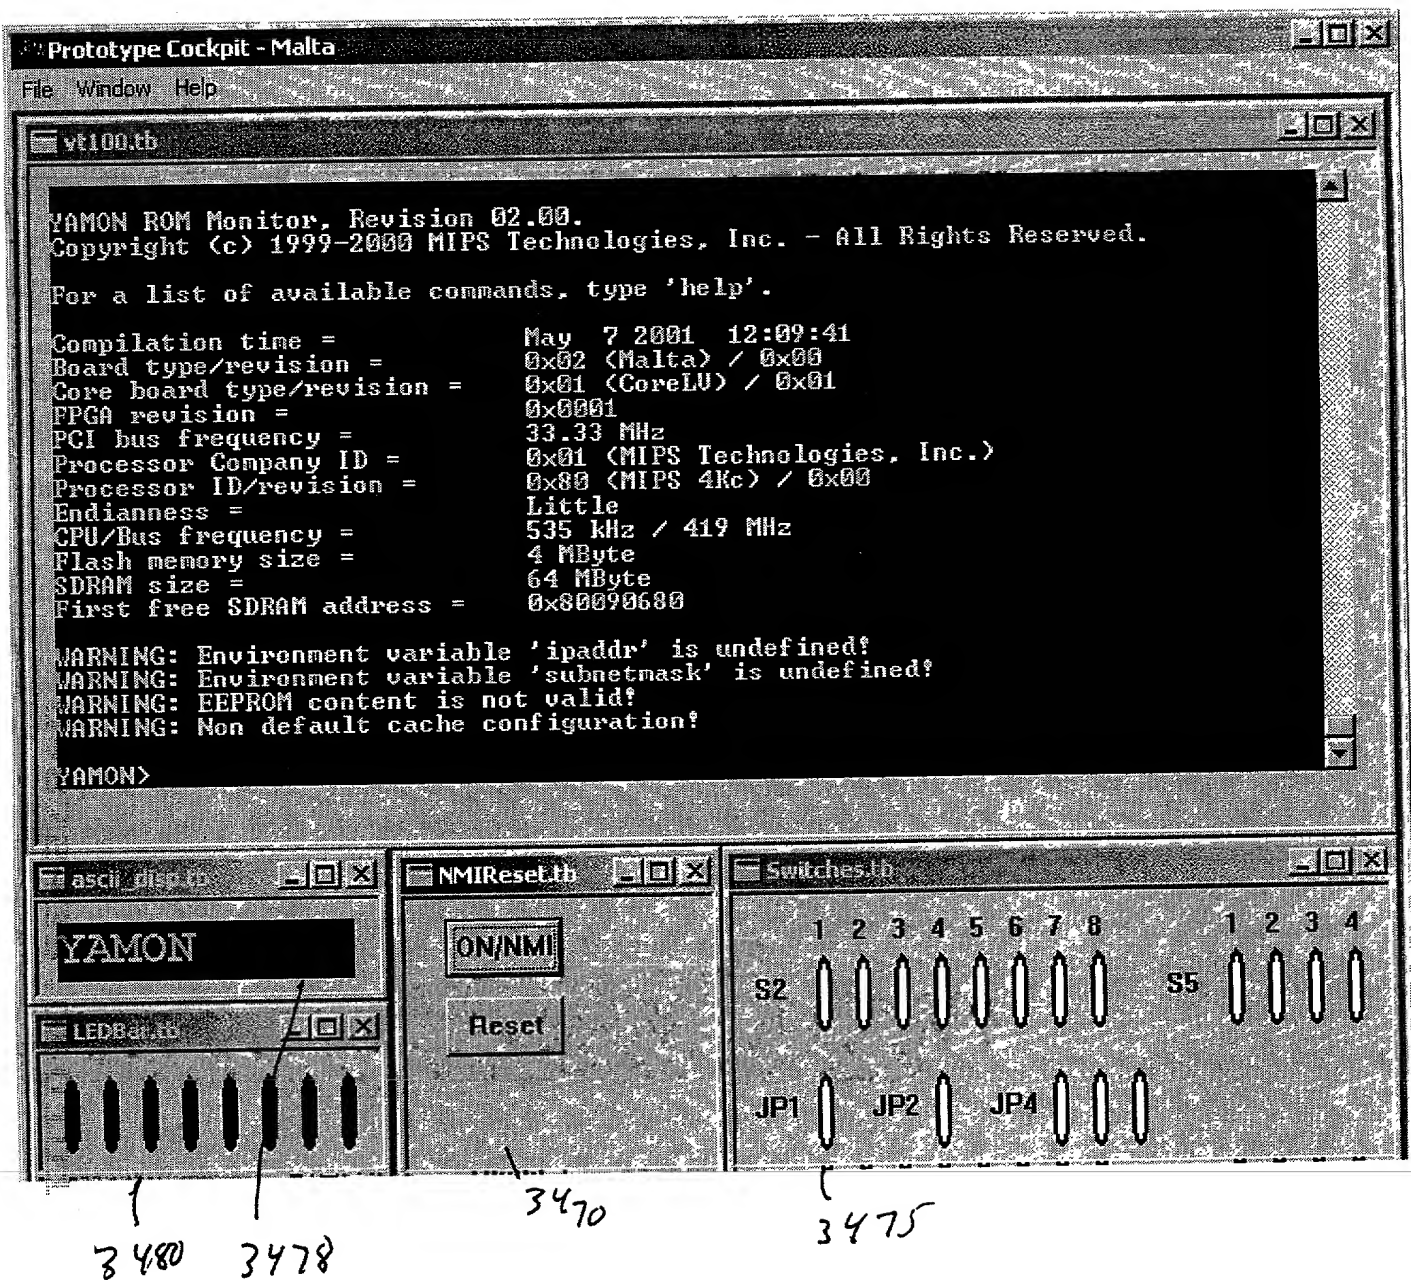 Prototype Cockpit - Malta
File Window Help
vt100.tb
YAMON ROM Monitor, Revision 02.00.
Copyright (c) 1999-2000 MIPS Technologies, Inc. - All Rights Reserved.
For a list of available commands, type 'help'.
Compilation time = May 7 2001 12:09:41
Board type/revision = 0x02 (Malta) / 0x00
Core board type/revision = 0x01 (CoreLV) / 0x01
FPGA revision = 0x0001
PCI bus frequency = 33.33 MHz
Processor Company ID = 0x01 (MIPS Technologies, Inc.)
Processor ID/revision = 0x80 (MIPS 4Kc) / 0x00
Endianness = Little
CPU/Bus frequency = 535 kHz / 419 MHz
Flash memory size = 4 MByte
SDRAM size = 64 MByte
First free SDRAM address = 0x80090680
WARNING: Environment variable 'ipaddr' is undefined!
WARNING: Environment variable 'subnetmask' is undefined!
WARNING: EEPROM content is not valid!
WARNING: Non default cache configuration!
YAMON>
ascii_disp.tb
YAMON
LEDBar.tb
NMIReset.tb
ON/NMI
Reset
Switches.tb
1 2 3 4 5 6 7 8
S2
1 2 3 4
S5
JP1 JP2 JP4
3480
3478
3470
3475